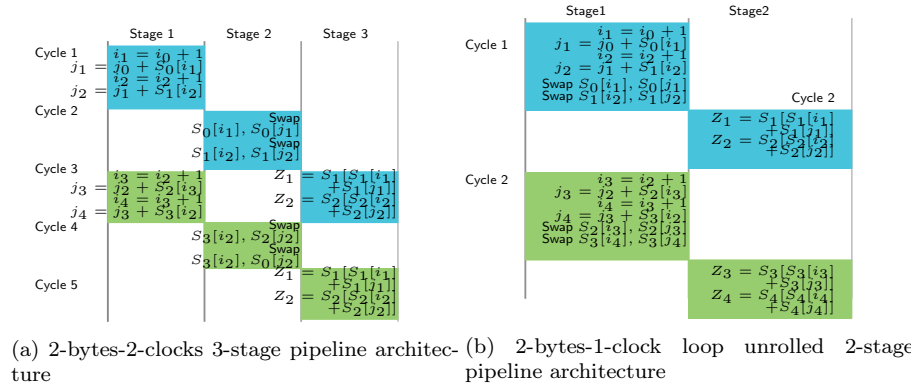 Stage 1 Stage 2 Stage 3
Cycle 1
i1 = i0 + 1
j1 = j0 + S0[i1]
i2 = i2 + 1
j2 = j1 + S1[i2]
Cycle 2
Swap
S0[i1], S0[j1]
Swap
S1[i2], S1[j2]
Cycle 3
i3 = i2 + 1
j3 = j2 + S2[i3]
i4 = i3 + 1
j4 = j3 + S3[i2]
Z1 = S1[S1[i1]
+S1[j1]]
Z2 = S2[S2[i2]
+S2[j2]]
Cycle 4
Swap
S3[i2], S2[j2]
Swap
S3[i2], S0[j2]
Cycle 5
Z1 = S1[S1[i1]
+S1[j1]]
Z2 = S2[S2[i2]
+S2[j2]]
(a) 2-bytes-2-clocks 3-stage pipeline architec-
ture
Stage1 Stage2
Cycle 1
i1 = i0 + 1
j1 = j0 + S0[i1]
i2 = i2 + 1
j2 = j1 + S1[i2]
Swap S0[i1], S0[j1]
Swap S1[i2], S1[j2]
Cycle 2
Z1 = S1[S1[i1]
+S1[j1]]
Z2 = S2[S2[i2]
+S2[j2]]
Cycle 2
i3 = i2 + 1
j3 = j2 + S2[i3]
i4 = i3 + 1
j4 = j3 + S3[i2]
Swap S2[i3], S2[j3]
Swap S3[i4], S3[j4]
Z3 = S3[S3[i3]
+S3[j3]]
Z4 = S4[S4[i4]
+S4[j4]]
(b) 2-bytes-1-clock loop unrolled 2-stage
pipeline architecture